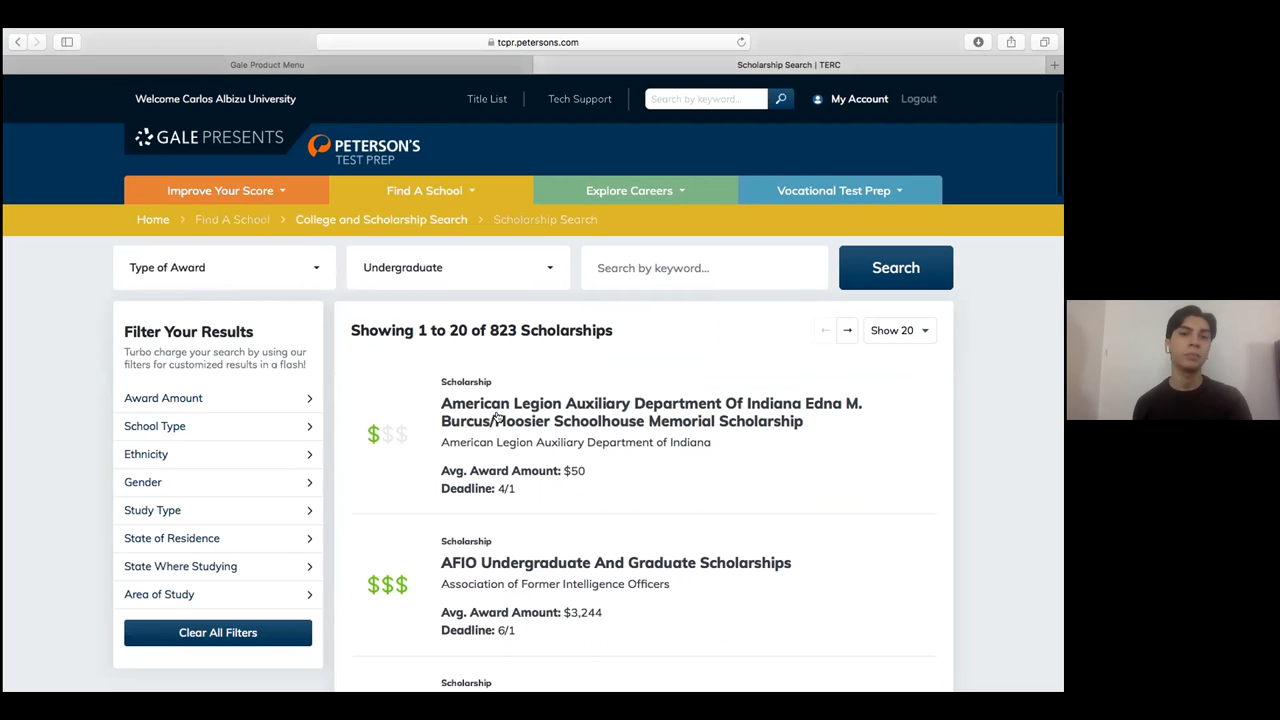 tcpr.petersons.com
Gale Product Menu
Scholarship Search | TERC
Welcome Carlos Albizu University
Title List
Tech Support
Search by keyword...
My Account
Logout
GALE PRESENTS
PETERSON'S
TEST PREP
Improve Your Score
Find A School
Explore Careers
Vocational Test Prep
Home > Find A School > College and Scholarship Search > Scholarship Search
Type of Award
Undergraduate
Search by keyword...
Search
Filter Your Results
Turbo charge your search by using our
filters for customized results in a flash!
Award Amount
School Type
Ethnicity
Gender
Study Type
State of Residence
State Where Studying
Area of Study
Clear All Filters
Showing 1 to 20 of 823 Scholarships
← → Show 20
Scholarship
$$$
American Legion Auxiliary Department Of Indiana Edna M.
Burcus/Hoosier Schoolhouse Memorial Scholarship
American Legion Auxiliary Department of Indiana
Avg. Award Amount: $50
Deadline: 4/1
Scholarship
$$$
AFIO Undergraduate And Graduate Scholarships
Association of Former Intelligence Officers
Avg. Award Amount: $3,244
Deadline: 6/1
Scholarship